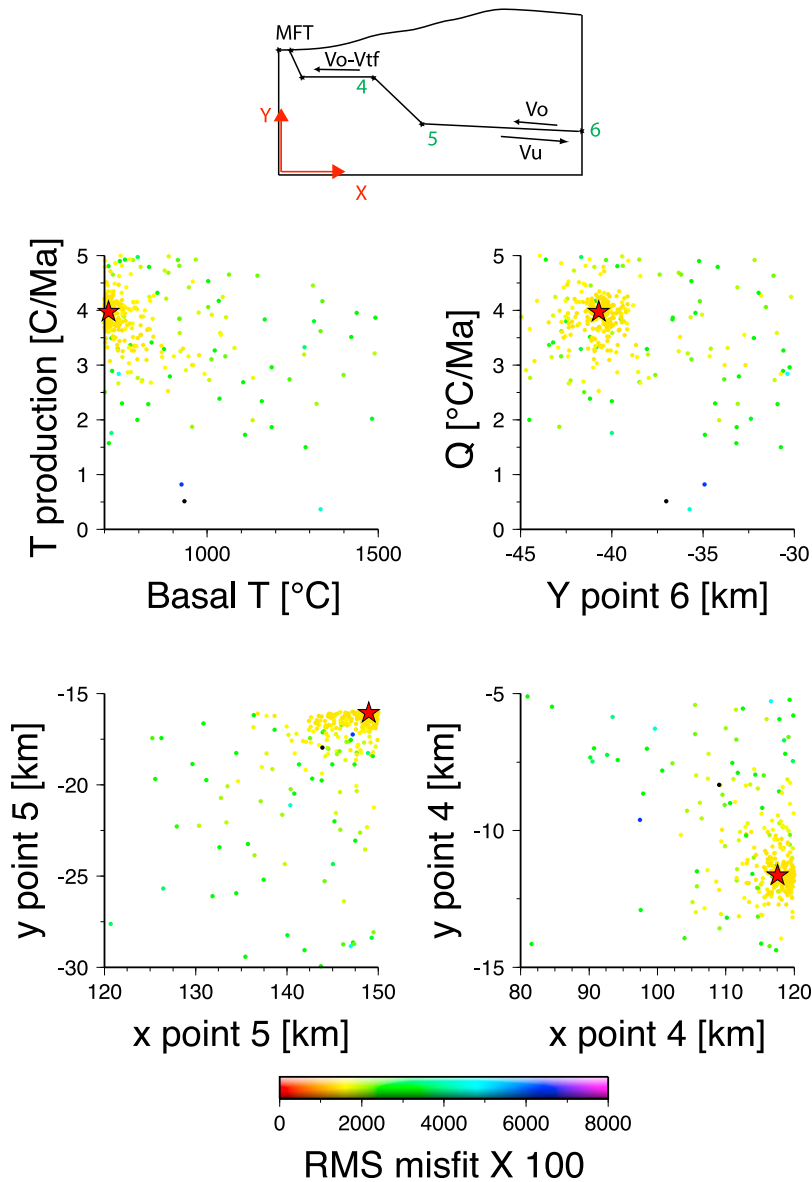 MFT
Vo-Vtf
4
Vo
Y
5
6
Vu
X
T production [C/Ma]
5
4
3
2
1
0
1000
1500
Basal T [°C]
Q [°C/Ma]
5
4
3
2
1
0
-45
-40
-35
-30
Y point 6 [km]
y point 5 [km]
-15
-20
-25
-30
120
130
140
150
x point 5 [km]
y point 4 [km]
-5
-10
-15
80
90
100
110
120
x point 4 [km]
0
2000
4000
6000
8000
RMS misfit X 100